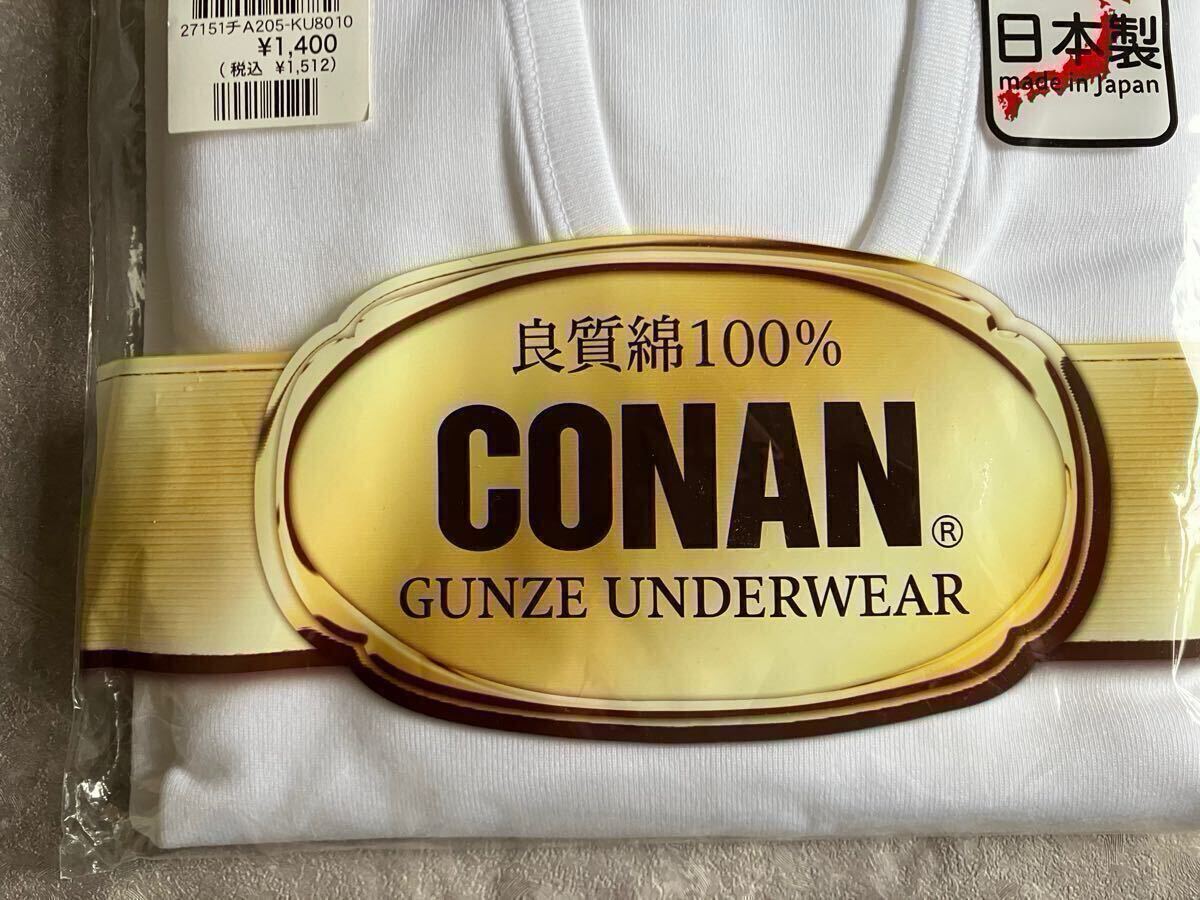 27151チA205-KU8010
¥1,400
(税込 ¥1,512)
日本製
made in Japan
良質綿100%
CONAN®
GUNZE UNDERWEAR